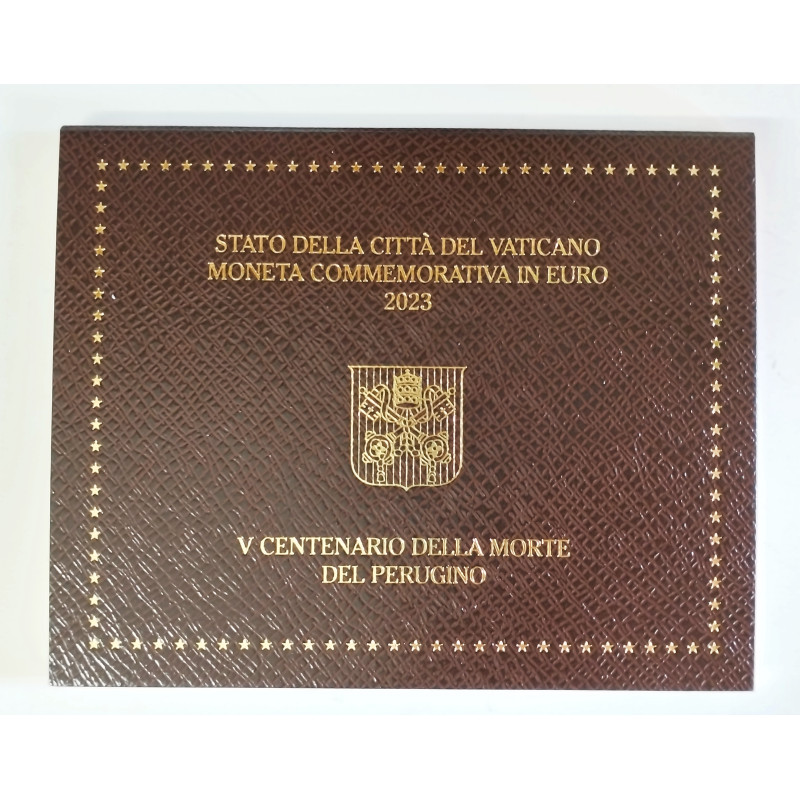 STATO DELLA CITTÀ DEL VATICANO
MONETA COMMEMORATIVA IN EURO
2023
V CENTENARIO DELLA MORTE
DEL PERUGINO